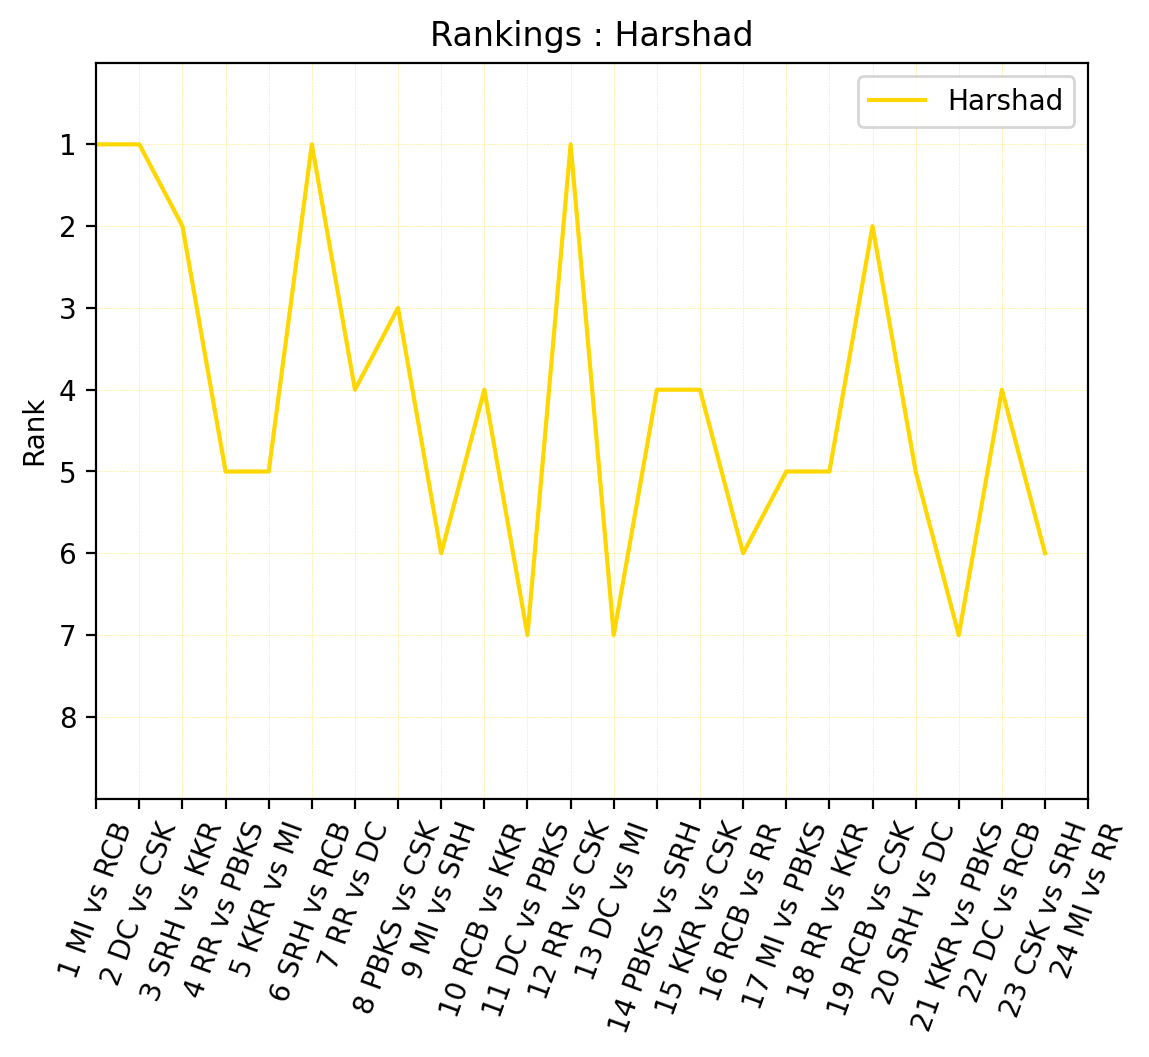 Rankings : Harshad
Harshad
Rank
1
2
3
4
5
6
7
8
1 MI vs RCB
2 DC vs CSK
3 SRH vs KKR
4 RR vs PBKS
5 KKR vs MI
6 SRH vs RCB
7 RR vs DC
8 PBKS vs CSK
9 MI vs SRH
10 RCB vs KKR
11 DC vs PBKS
12 RR vs CSK
13 DC vs MI
14 PBKS vs SRH
15 KKR vs CSK
16 RCB vs RR
17 MI vs PBKS
18 RR vs KKR
19 RCB vs CSK
20 SRH vs DC
21 KKR vs PBKS
22 DC vs RCB
23 CSK vs SRH
24 MI vs RR